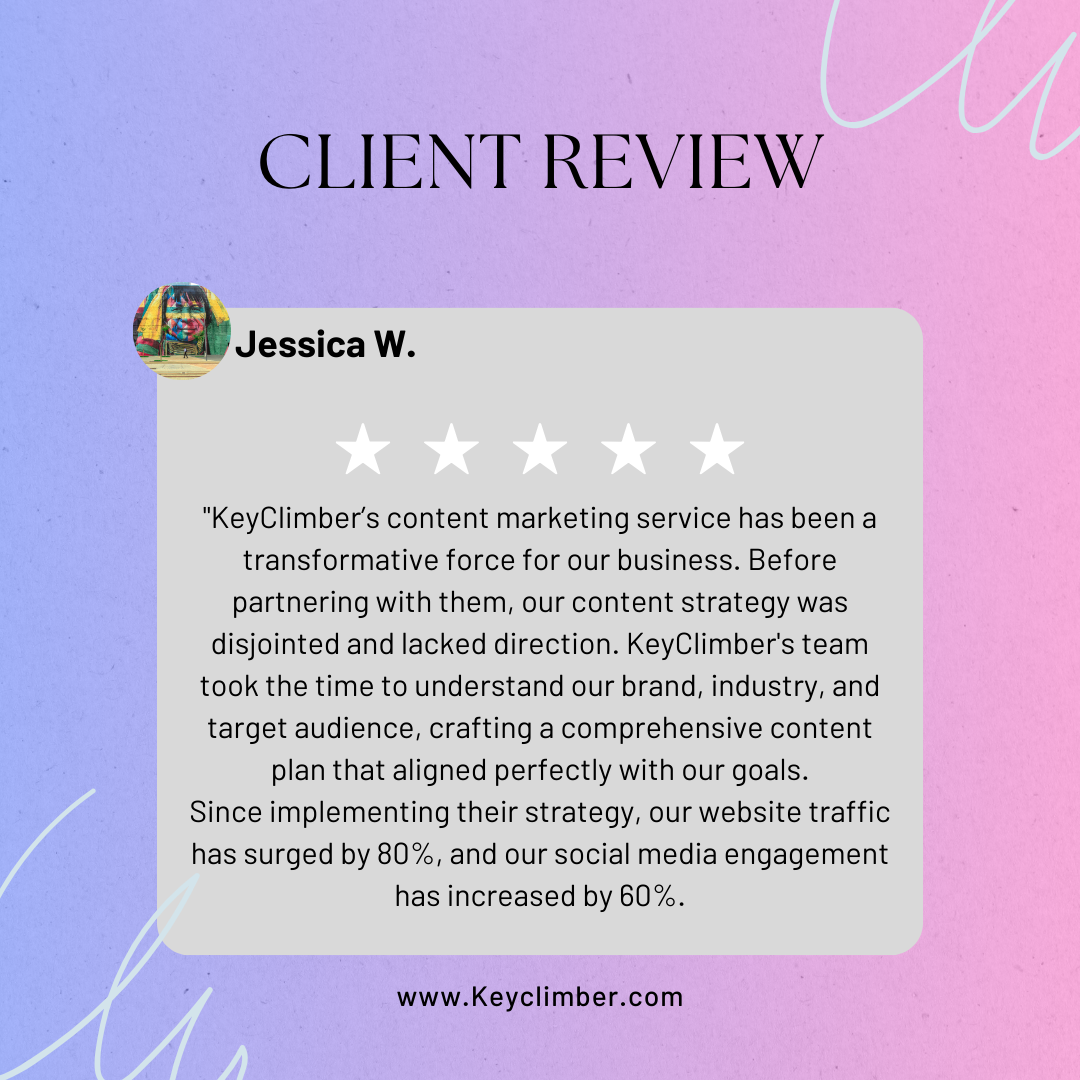 CLIENT REVIEW
Jessica W.
"KeyClimber’s content marketing service has been a
transformative force for our business. Before
partnering with them, our content strategy was
disjointed and lacked direction. KeyClimber's team
took the time to understand our brand, industry, and
target audience, crafting a comprehensive content
plan that aligned perfectly with our goals.
Since implementing their strategy, our website traffic
has surged by 80%, and our social media engagement
has increased by 60%.
www.Keyclimber.com